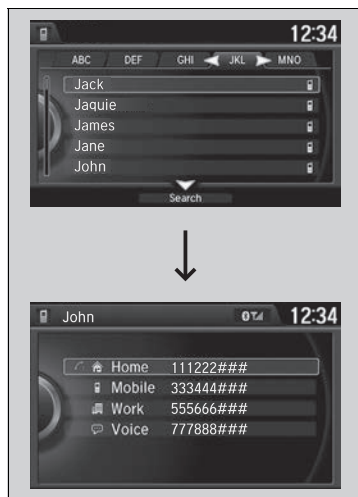 12:34
ABC DEF GHI JKL MNO
Jack
Jaquie
James
Jane
John
Search
John 12:34
Home 111222###
Mobile 333444###
Work 555666###
Voice 777888###